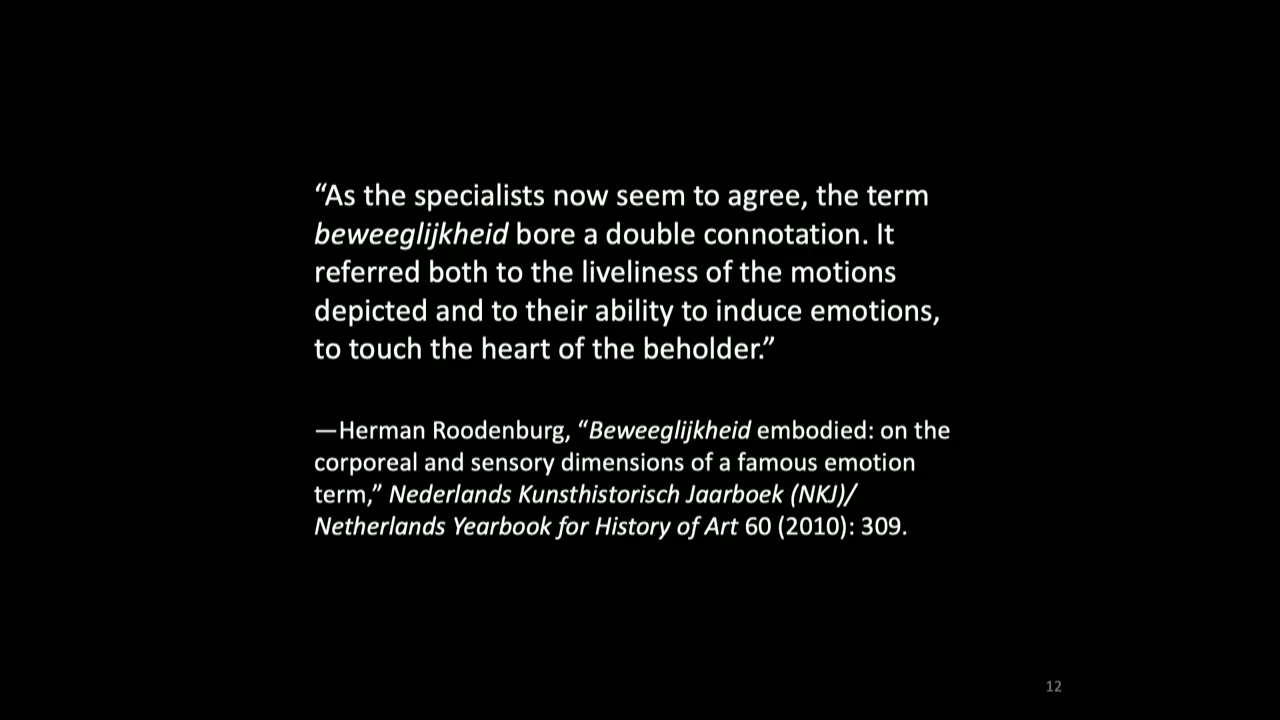 “As the specialists now seem to agree, the term
beweeglijkheid bore a double connotation. It
referred both to the liveliness of the motions
depicted and to their ability to induce emotions,
to touch the heart of the beholder.”
—Herman Roodenburg, “Beweeglijkheid embodied: on the
corporeal and sensory dimensions of a famous emotion
term,” Nederlands Kunsthistorisch Jaarboek (NKJ)/
Netherlands Yearbook for History of Art 60 (2010): 309.
12